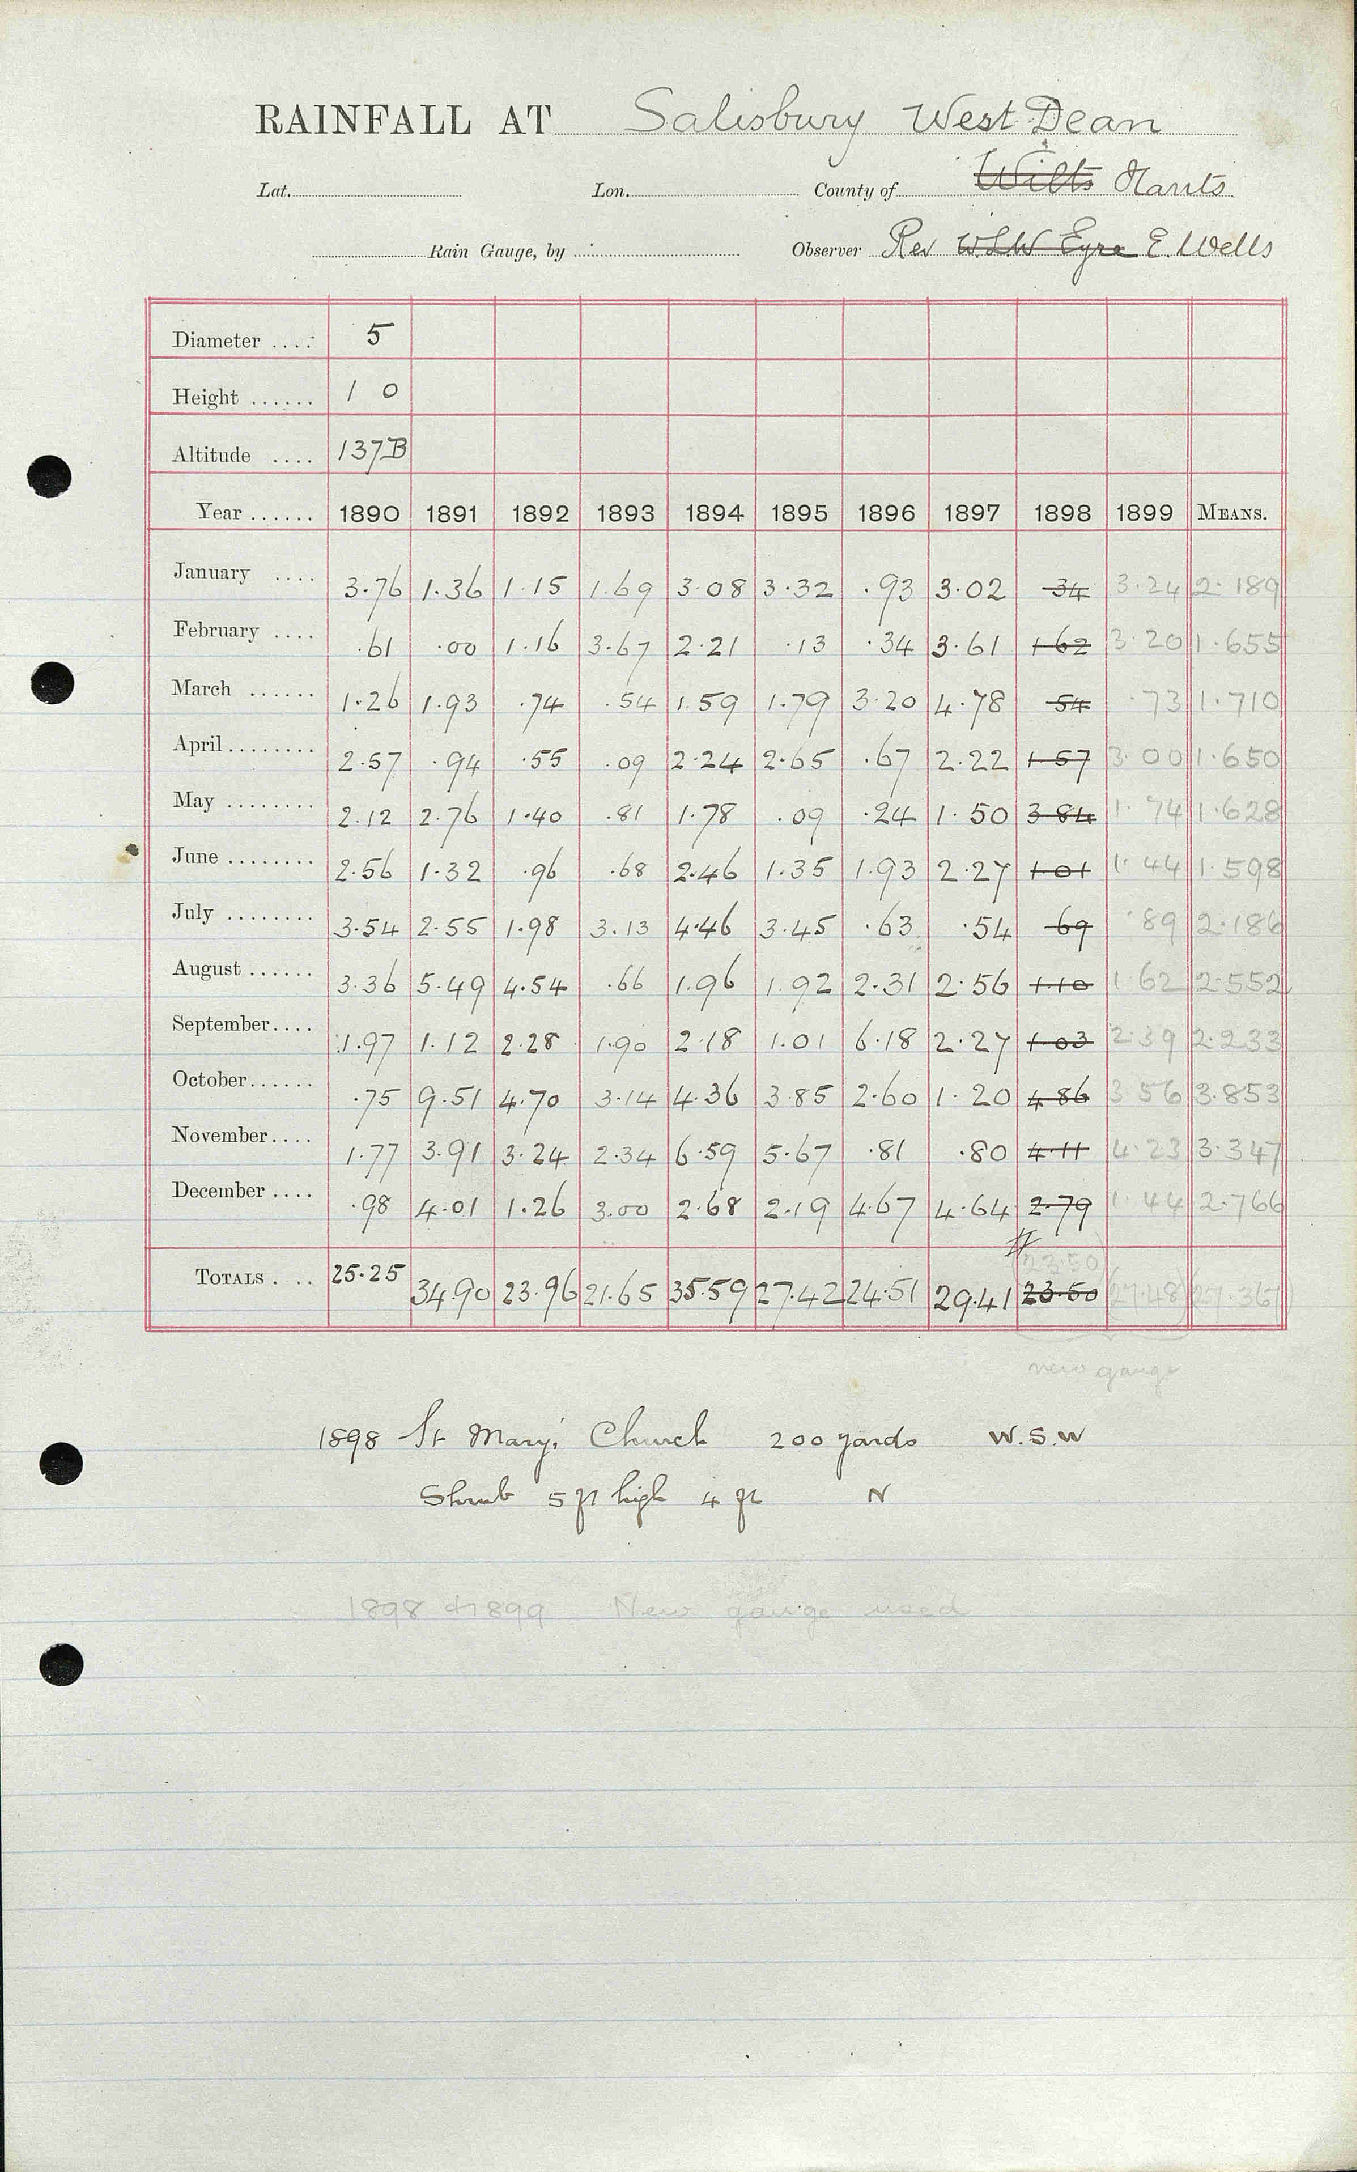 RAINFALL AT Salisbury West Dean
Lat. Lon. County of Wilts Hants.
Rain Gauge, by Observer Rev W.L.W Eyre E. Wells
Diameter .... 5
Height ...... 1 0
Altitude .... 137B
Year ...... 1890 1891 1892 1893 1894 1895 1896 1897 1898 1899 MEANS.
January .... 3.76 1.36 1.15 1.69 3.08 3.32 .93 3.02 34 3.24 2.189
February .... .61 .00 1.16 3.67 2.21 .13 .34 3.61 1.62 3.20 1.655
March ...... 1.26 1.93 .74 .54 1.59 1.79 3.20 4.78 54 .73 1.710
April ........ 2.57 .94 .55 .09 2.24 2.65 .67 2.22 1.57 3.00 1.650
May ........ 2.12 2.76 1.40 .81 1.78 .09 .24 1.50 3.84 1.74 1.628
June ........ 2.56 1.32 .96 .68 2.46 1.35 1.93 2.27 1.01 1.44 1.598
July ........ 3.54 2.55 1.98 3.13 4.46 3.45 .63 .54 69 .89 2.186
August ...... 3.36 5.49 4.54 .66 1.96 1.92 2.31 2.56 1.10 1.62 2.552
September .... 1.97 1.12 2.28 1.90 2.18 1.01 6.18 2.27 1.03 2.39 2.233
October ...... .75 9.51 4.70 3.14 4.36 3.85 2.60 1.20 4.86 3.56 3.853
November .... 1.77 3.91 3.24 2.34 6.59 5.67 .81 .80 4.11 4.23 3.347
December .... .98 4.01 1.26 3.00 2.68 2.19 4.67 4.64 2.79 1.44 2.766
(23.50)
TOTALS . .. 25.25 34.90 23.96 21.65 35.59 27.42 24.51 29.41 23.50 (27.48) 27.367
new gauge
1898 St Mary's Church 200 yards W.S.W
Shrub 5 ft high 4 ft N
1898 & 1899 New gauge used